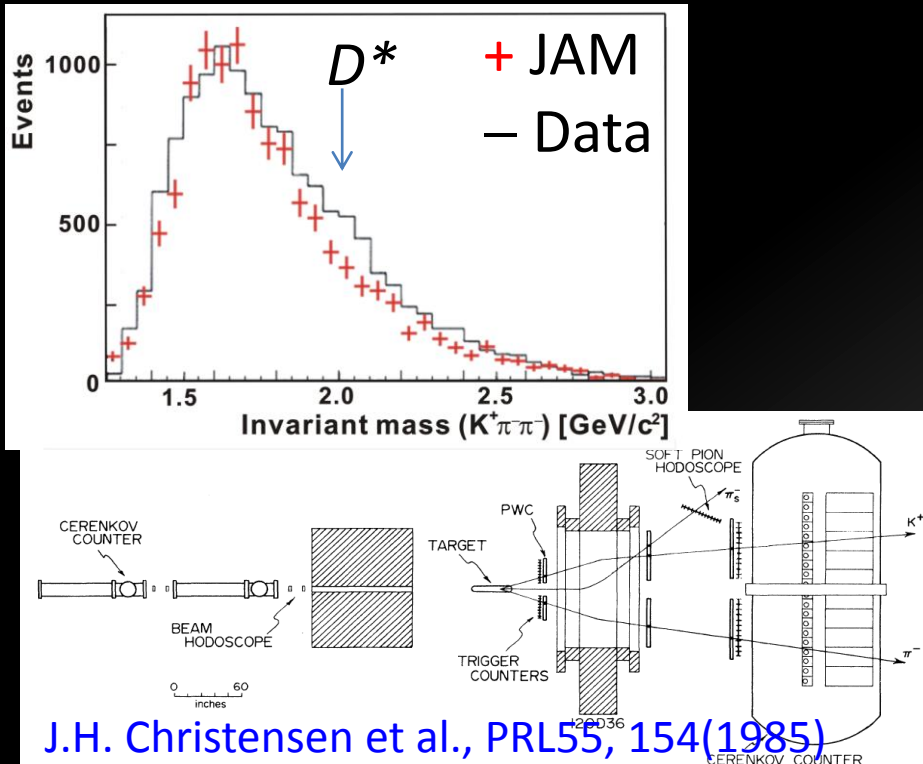 Events
1000
500
0
D*
+ JAM
– Data
1.5
2.0
2.5
3.0
Invariant mass (K⁺π⁻π⁻) [GeV/c²]
CERENKOV
COUNTER
BEAM
HODOSCOPE
0 60
inches
TARGET
PWC
TRIGGER
COUNTERS
120D36
SOFT PION
HODOSCOPE
πₛ⁻
K⁺
π⁻
J.H. Christensen et al., PRL55, 154(1985)
CERENKOV COUNTER